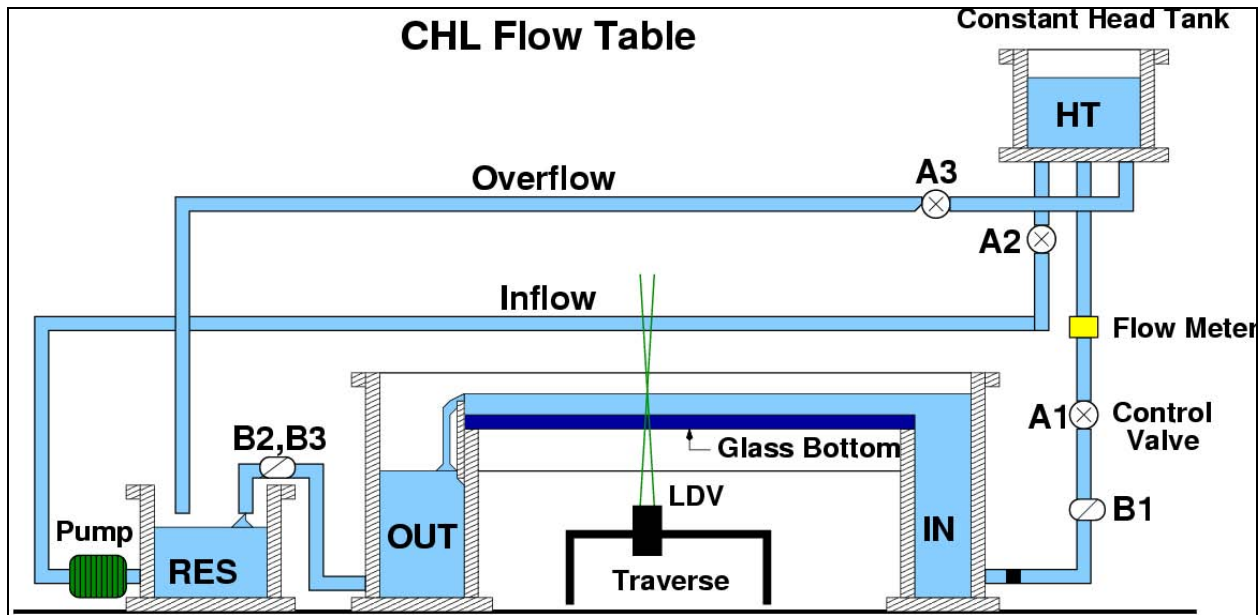 CHL Flow Table
Constant Head Tank
HT
Overflow
A3
A2
Inflow
Flow Meter
A1
Control
Valve
B2,B3
Glass Bottom
LDV
B1
Pump
RES
OUT
Traverse
IN